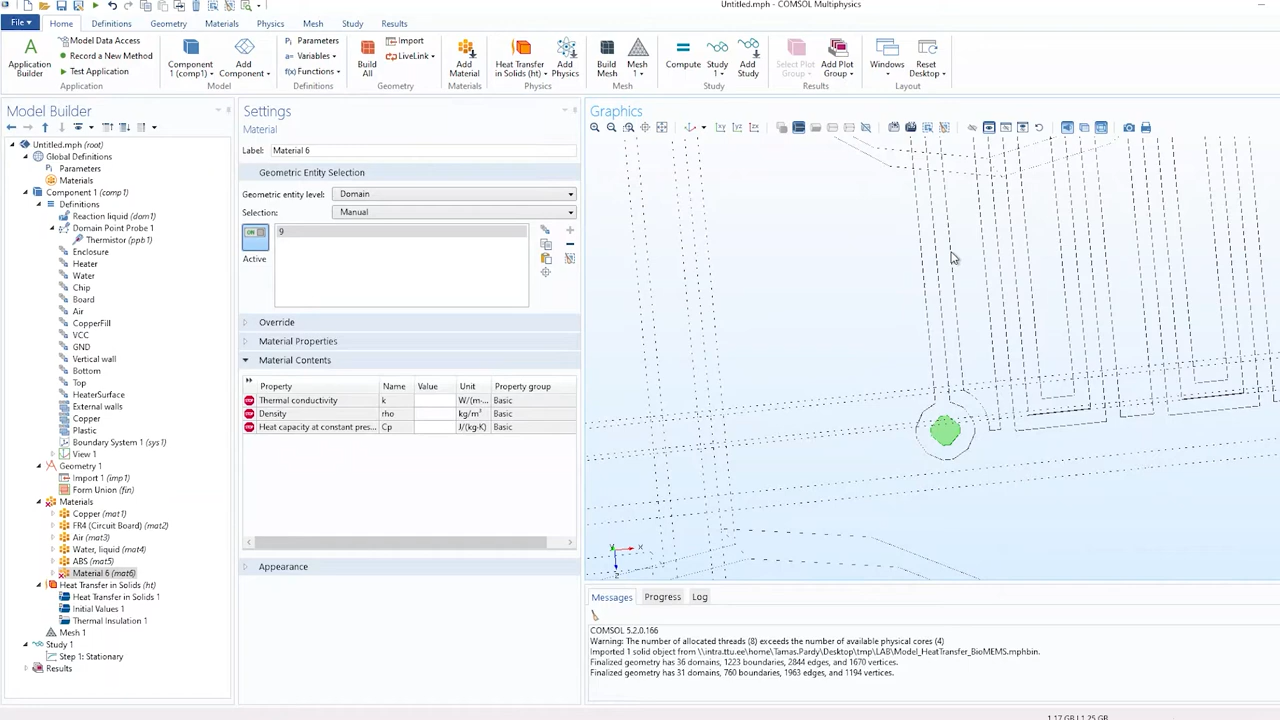 Untitled.mph - COMSOL Multiphysics
File Home Definitions Geometry Materials Physics Mesh Study Results
Application Builder
Model Data Access
Record a New Method
Test Application
Component 1 (comp1)
Add Component
Parameters
Variables
Functions
Build All
Import
LiveLink
Add Material
Heat Transfer in Solids (ht)
Add Physics
Build Mesh
Mesh 1
Compute
Study 1
Add Study
Select Plot Group
Add Plot Group
Windows
Reset Desktop
Application Model Definitions Geometry Materials Physics Mesh Study Results Layout
Model Builder
Untitled.mph (root)
Global Definitions
Parameters
Materials
Component 1 (comp1)
Definitions
Reaction liquid (dom1)
Domain Point Probe 1
Thermistor (ppb1)
Enclosure
Heater
Water
Chip
Board
Air
CopperFill
VCC
GND
Vertical wall
Bottom
Top
HeaterSurface
External walls
Copper
Plastic
Boundary System 1 (sys1)
View 1
Geometry 1
Import 1 (imp1)
Form Union (fin)
Materials
Copper (mat1)
FR4 (Circuit Board) (mat2)
Air (mat3)
Water, liquid (mat4)
ABS (mat5)
Material 6 (mat6)
Heat Transfer in Solids (ht)
Heat Transfer in Solids 1
Initial Values 1
Thermal Insulation 1
Mesh 1
Study 1
Step 1: Stationary
Results
Settings
Material
Label: Material 6
Geometric Entity Selection
Geometric entity level: Domain
Selection: Manual
ON
Active
9
Override
Material Properties
Material Contents
Property Name Value Unit Property group
Thermal conductivity k W/(m·... Basic
Density rho kg/m³ Basic
Heat capacity at constant pres... Cp J/(kg·K) Basic
Appearance
Graphics
y x
z
Messages Progress Log
COMSOL 5.2.0.166
Warning: The number of allocated threads (8) exceeds the number of available physical cores (4)
Imported 1 solid object from \\intra.ttu.ee\home\Tamas.Pardy\Desktop\tmp\LAB\Model_HeatTransfer_BioMEMS.mphbin.
Finalized geometry has 36 domains, 1223 boundaries, 2844 edges, and 1670 vertices.
Finalized geometry has 31 domains, 760 boundaries, 1963 edges, and 1194 vertices.
1.17 GB | 1.25 GB